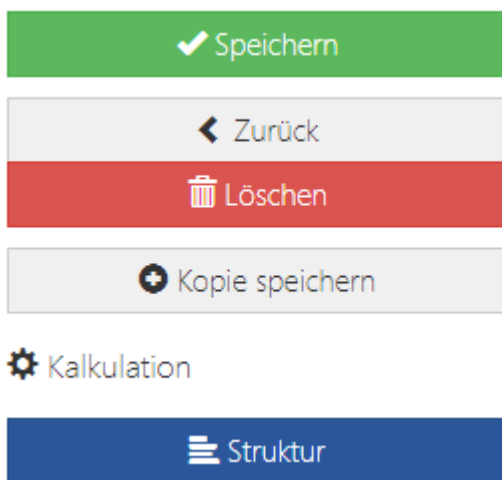 Speichern
Zurück
Löschen
Kopie speichern
Kalkulation
Struktur